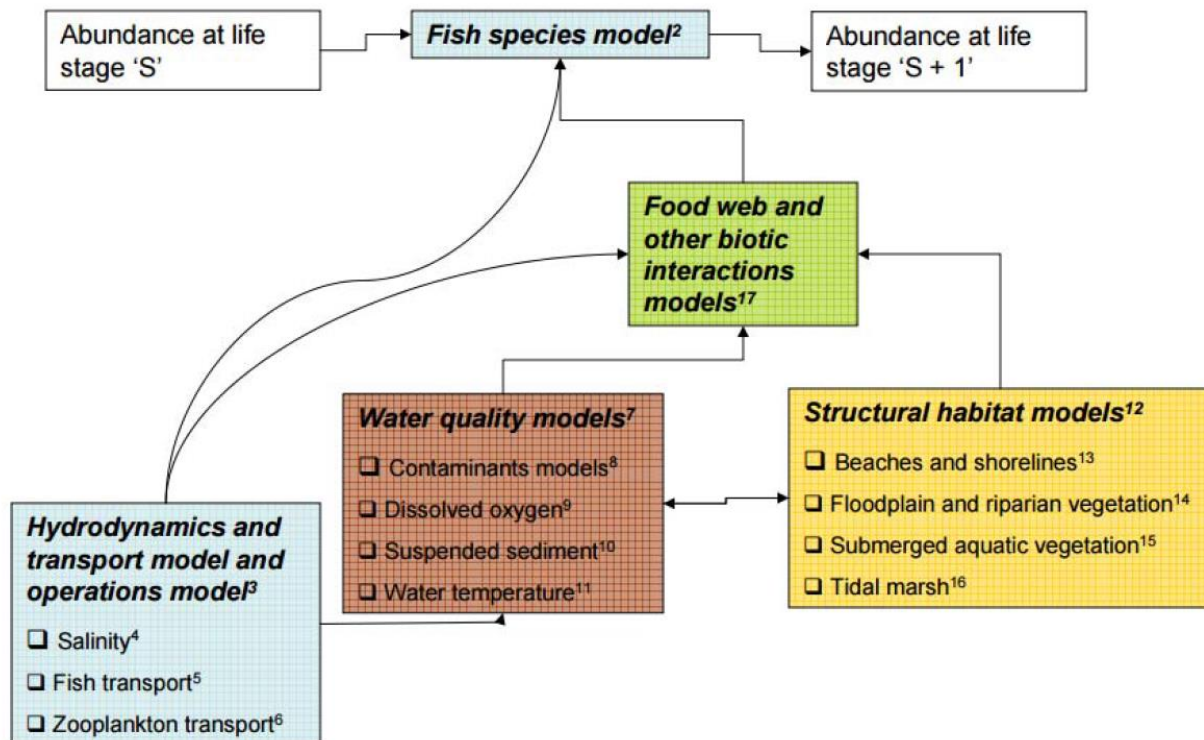 Abundance at life
stage ‘S’
Fish species model²
Abundance at life
stage ‘S + 1’
Food web and
other biotic
interactions
models¹⁷
Water quality models⁷
❑ Contaminants models⁸
❑ Dissolved oxygen⁹
❑ Suspended sediment¹⁰
❑ Water temperature¹¹
Structural habitat models¹²
❑ Beaches and shorelines¹³
❑ Floodplain and riparian vegetation¹⁴
❑ Submerged aquatic vegetation¹⁵
❑ Tidal marsh¹⁶
Hydrodynamics and
transport model and
operations model³
❑ Salinity⁴
❑ Fish transport⁵
❑ Zooplankton transport⁶